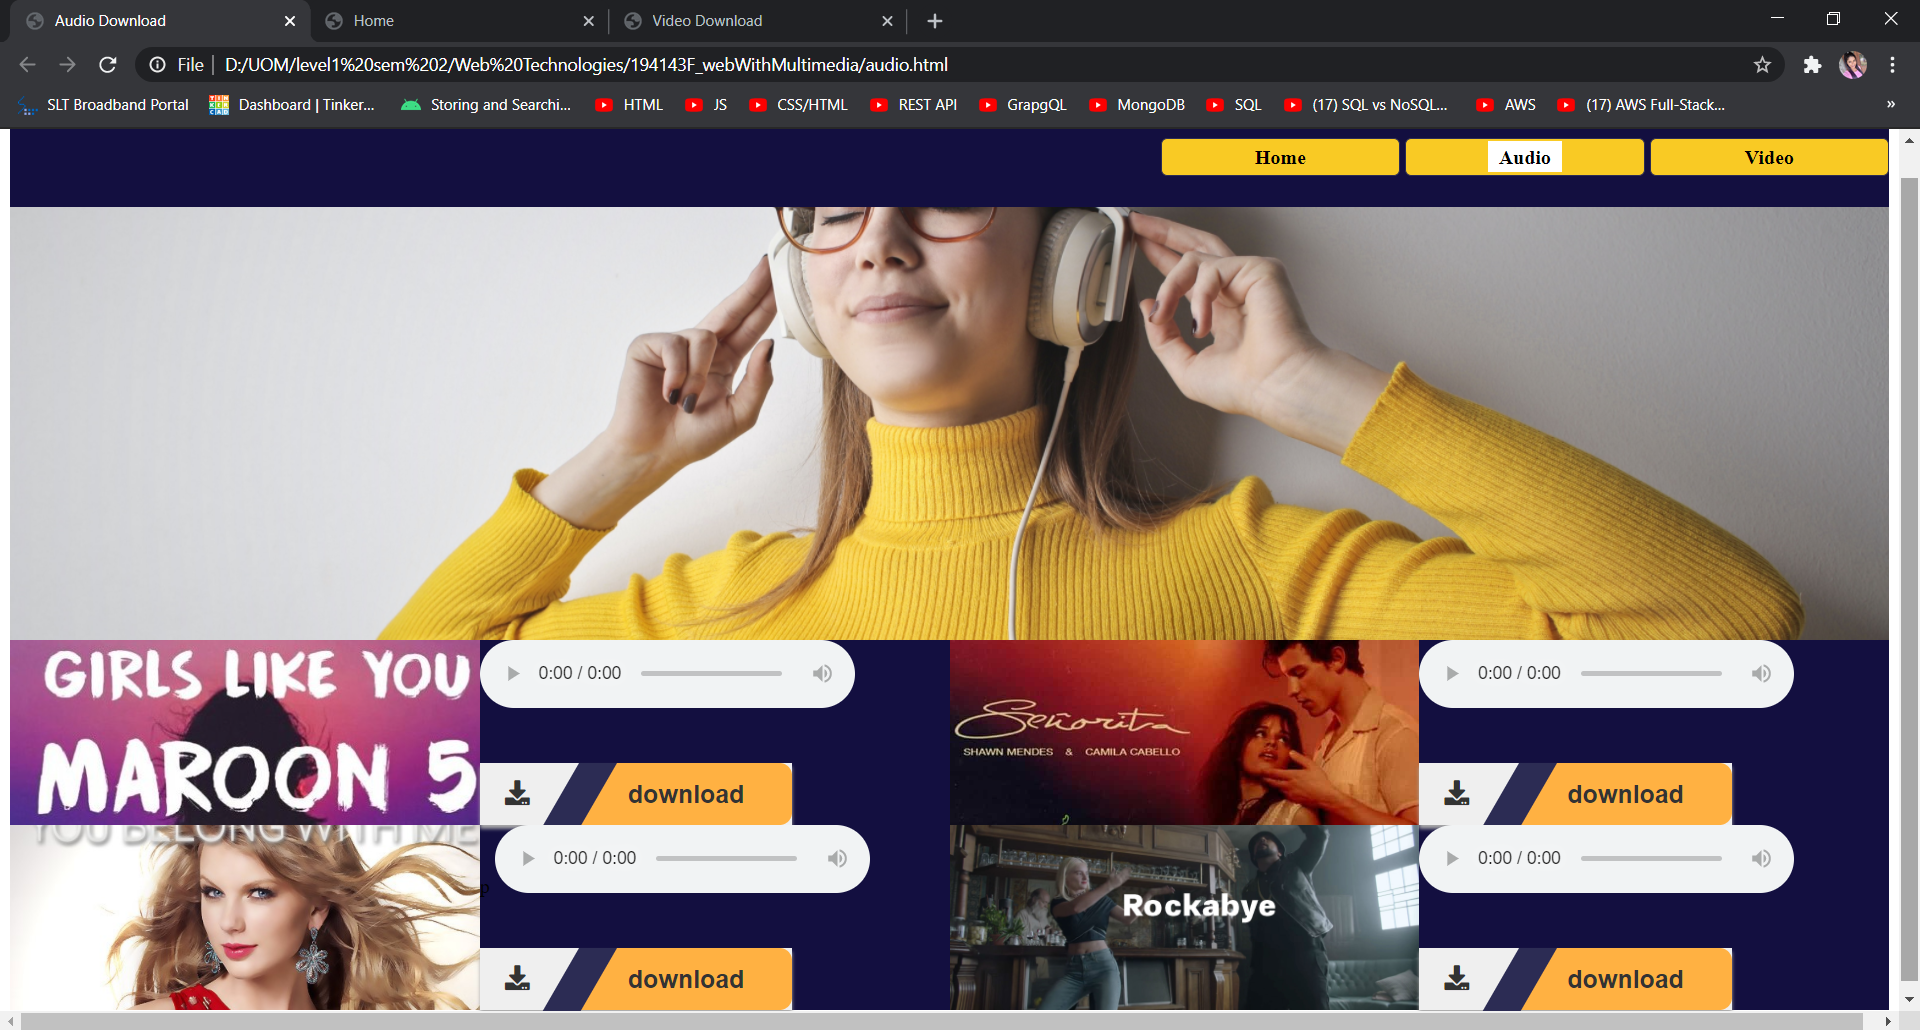 Audio Download
Home
Video Download
File
D:/UOM/level1%20sem%202/Web%20Technologies/194143F_webWithMultimedia/audio.html
SLT Broadband Portal
Dashboard | Tinker...
Storing and Searchi...
HTML
JS
CSS/HTML
REST API
GrapgQL
MongoDB
SQL
(17) SQL vs NoSQL...
AWS
(17) AWS Full-Stack...
»
Home
Audio
Video
GIRLS LIKE YOU
MAROON 5
0:00 / 0:00
download
Señorita
SHAWN MENDES & CAMILA CABELLO
0:00 / 0:00
download
YOU BELONG WITH ME
0:00 / 0:00
download
Rockabye
0:00 / 0:00
download